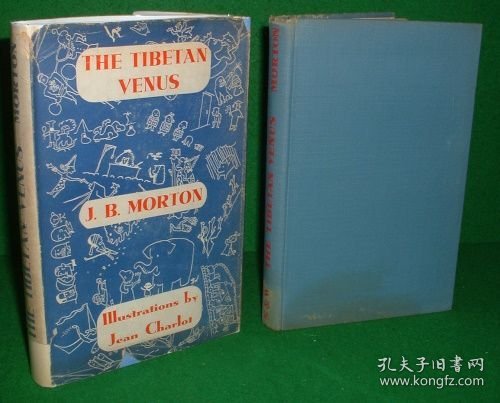 THE TIBETAN VENUS MORTON
THE TIBETAN
VENUS
J. B. MORTON
Illustrations by
Jean Charlot
S&W THE TIBETAN VENUS MORTON
孔夫子旧书网
www.kongfz.com